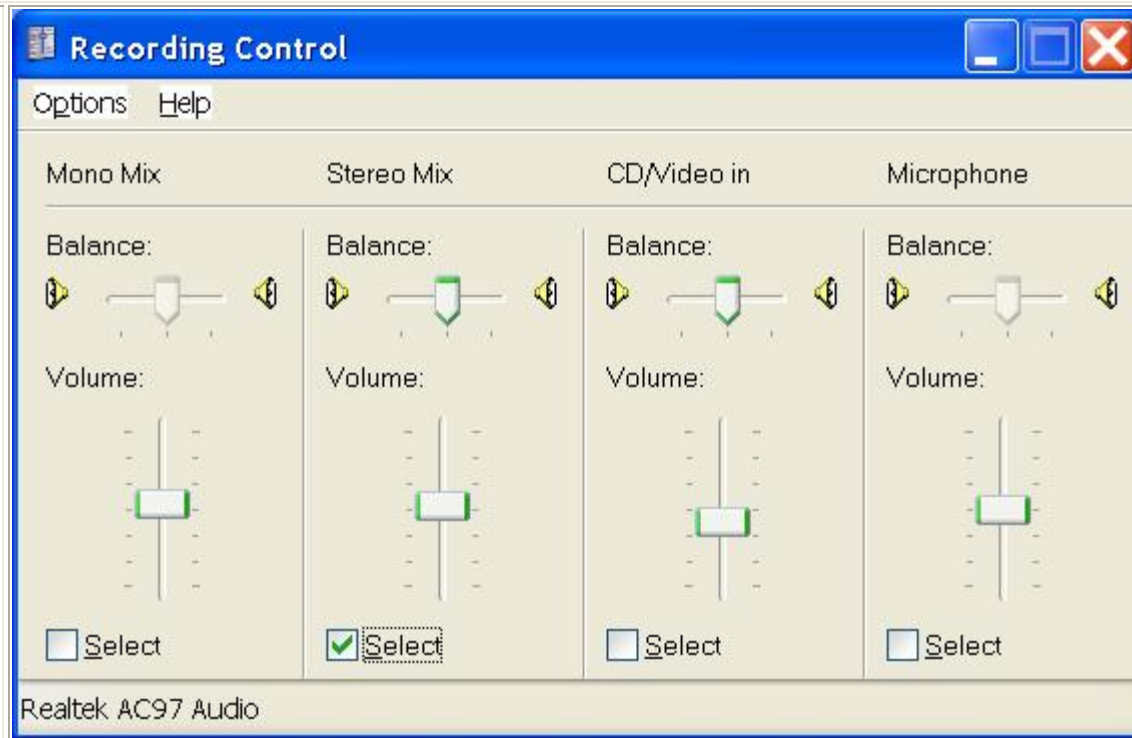 Recording Control
Options Help
Mono Mix Stereo Mix CD/Video in Microphone
Balance: Balance: Balance: Balance:
Volume: Volume: Volume: Volume:
Select Select Select Select
Realtek AC97 Audio